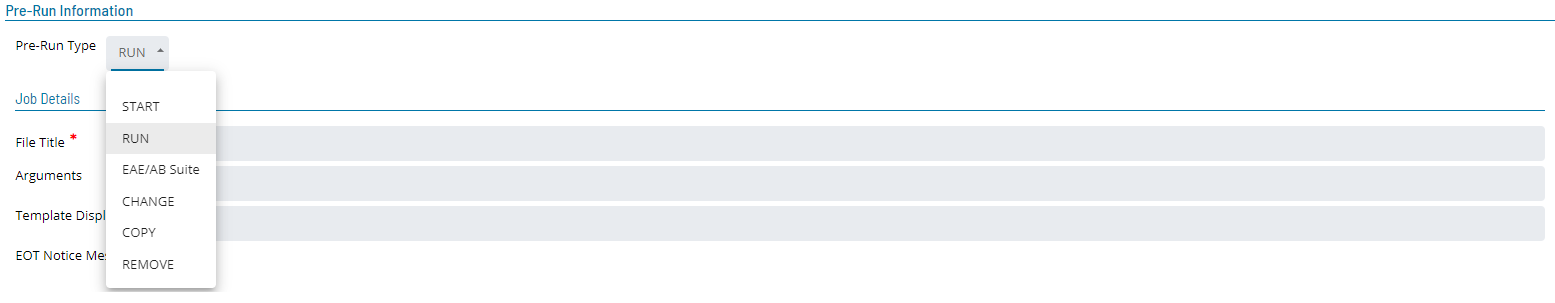 Pre-Run Information
Pre-Run Type RUN
START
Job Details
RUN
File Title *
EAE/AB Suite
Arguments
CHANGE
Template Displ
COPY
EOT Notice Mes
REMOVE